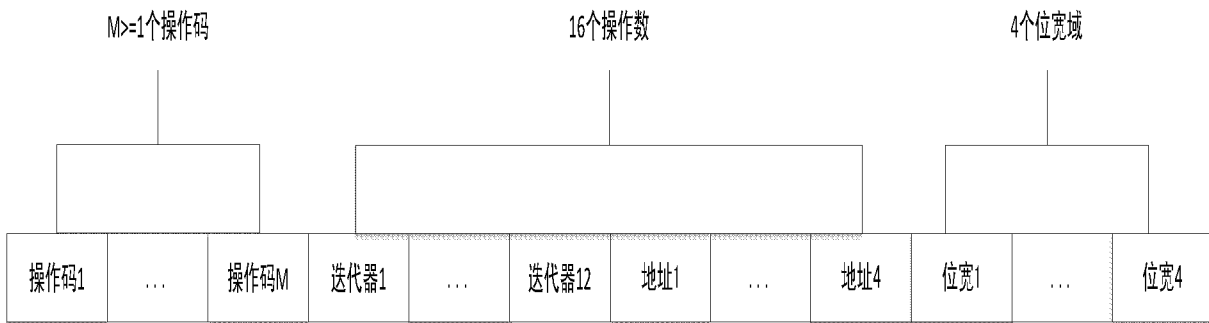 M>=1个操作码 16个操作数 4个位宽域
操作码1 ... 操作码M 迭代器1 ... 迭代器12 地址1 ... 地址4 位宽1 ... 位宽4